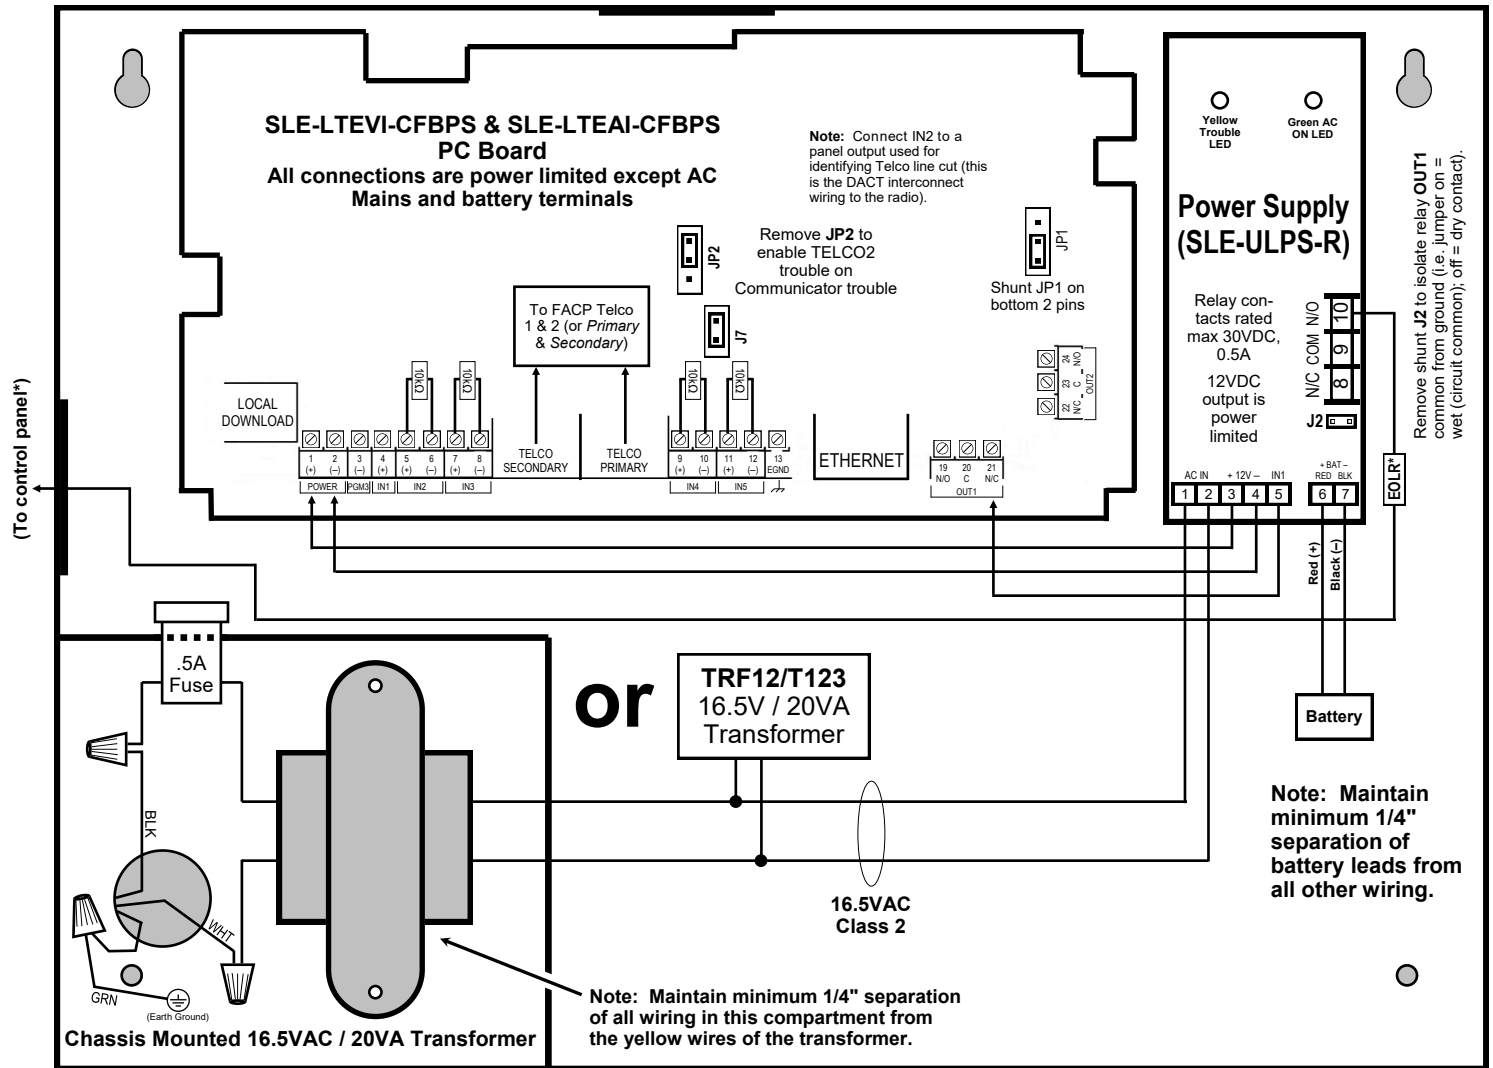 SLE-LTEVI-CFBPS & SLE-LTEAI-CFBPS
PC Board
All connections are power limited except AC
Mains and battery terminals
Note: Connect IN2 to a
panel output used for
identifying Telco line cut (this
is the DACT interconnect
wiring to the radio).
JP2
Remove JP2 to
enable TELCO2
trouble on
Communicator trouble
JP1
Shunt JP1 on
bottom 2 pins
J7
To FACP Telco
1 & 2 (or Primary
& Secondary)
LOCAL
DOWNLOAD
10kΩ
10kΩ
10kΩ
10kΩ
1 2 3 4 5 6 7 8
(+) (–) (–) (+) (+) (–) (+) (–)
POWER PGM3 IN1 IN2 IN3
TELCO
SECONDARY
TELCO
PRIMARY
9 10 11 12 13
(+) (–) (+) (–) EGND
IN4 IN5
ETHERNET
24 N/O
23 C
22 N/C
OUT2
19 20 21
N/O C N/C
OUT1
Yellow
Trouble
LED
Green AC
ON LED
Power Supply
(SLE-ULPS-R)
Relay con-
tacts rated
max 30VDC,
0.5A
12VDC
output is
power
limited
N/C COM N/O
8 9 10
J2
AC IN + 12V – IN1
1 2 3 4 5
+ BAT –
RED BLK
6 7
Remove shunt J2 to isolate relay OUT1
common from ground (i.e. jumper on =
wet (circuit common); off = dry contact).
EOLR*
(To control panel*)
Red (+)
Black (–)
Battery
.5A
Fuse
BLK
WHT
GRN
(Earth Ground)
Chassis Mounted 16.5VAC / 20VA Transformer
or
TRF12/T123
16.5V / 20VA
Transformer
16.5VAC
Class 2
Note: Maintain minimum 1/4" separation
of all wiring in this compartment from
the yellow wires of the transformer.
Note: Maintain
minimum 1/4"
separation of
battery leads from
all other wiring.